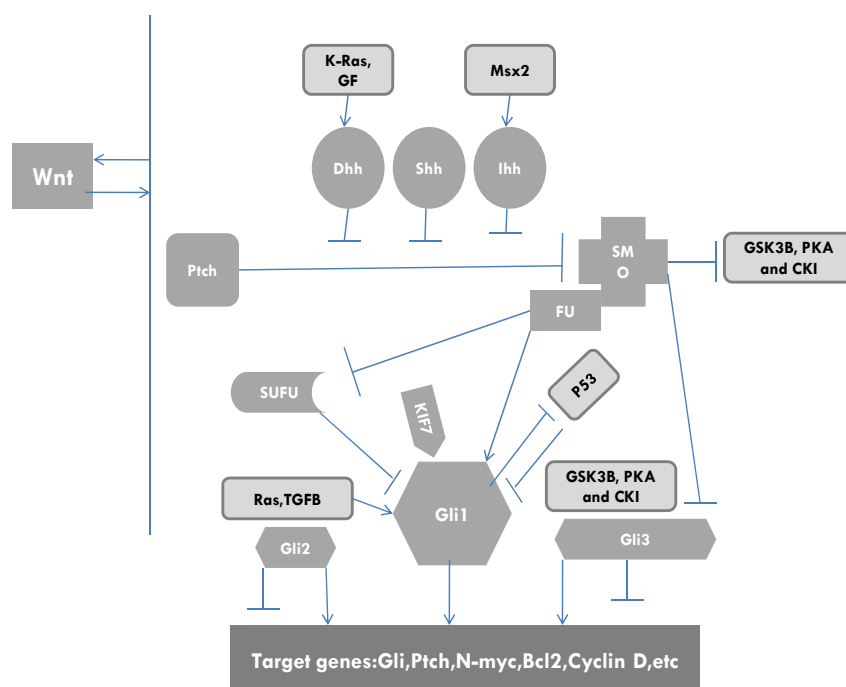 K-Ras,
GF
Msx2
Wnt
Dhh
Shh
Ihh
Ptch
SM
O
GSK3B, PKA
and CKI
FU
SUFU
KIF7
P53
Ras,TGFB
Gli1
GSK3B, PKA
and CKI
Gli2
Gli3
Target genes:Gli,Ptch,N-myc,Bcl2,Cyclin D,etc